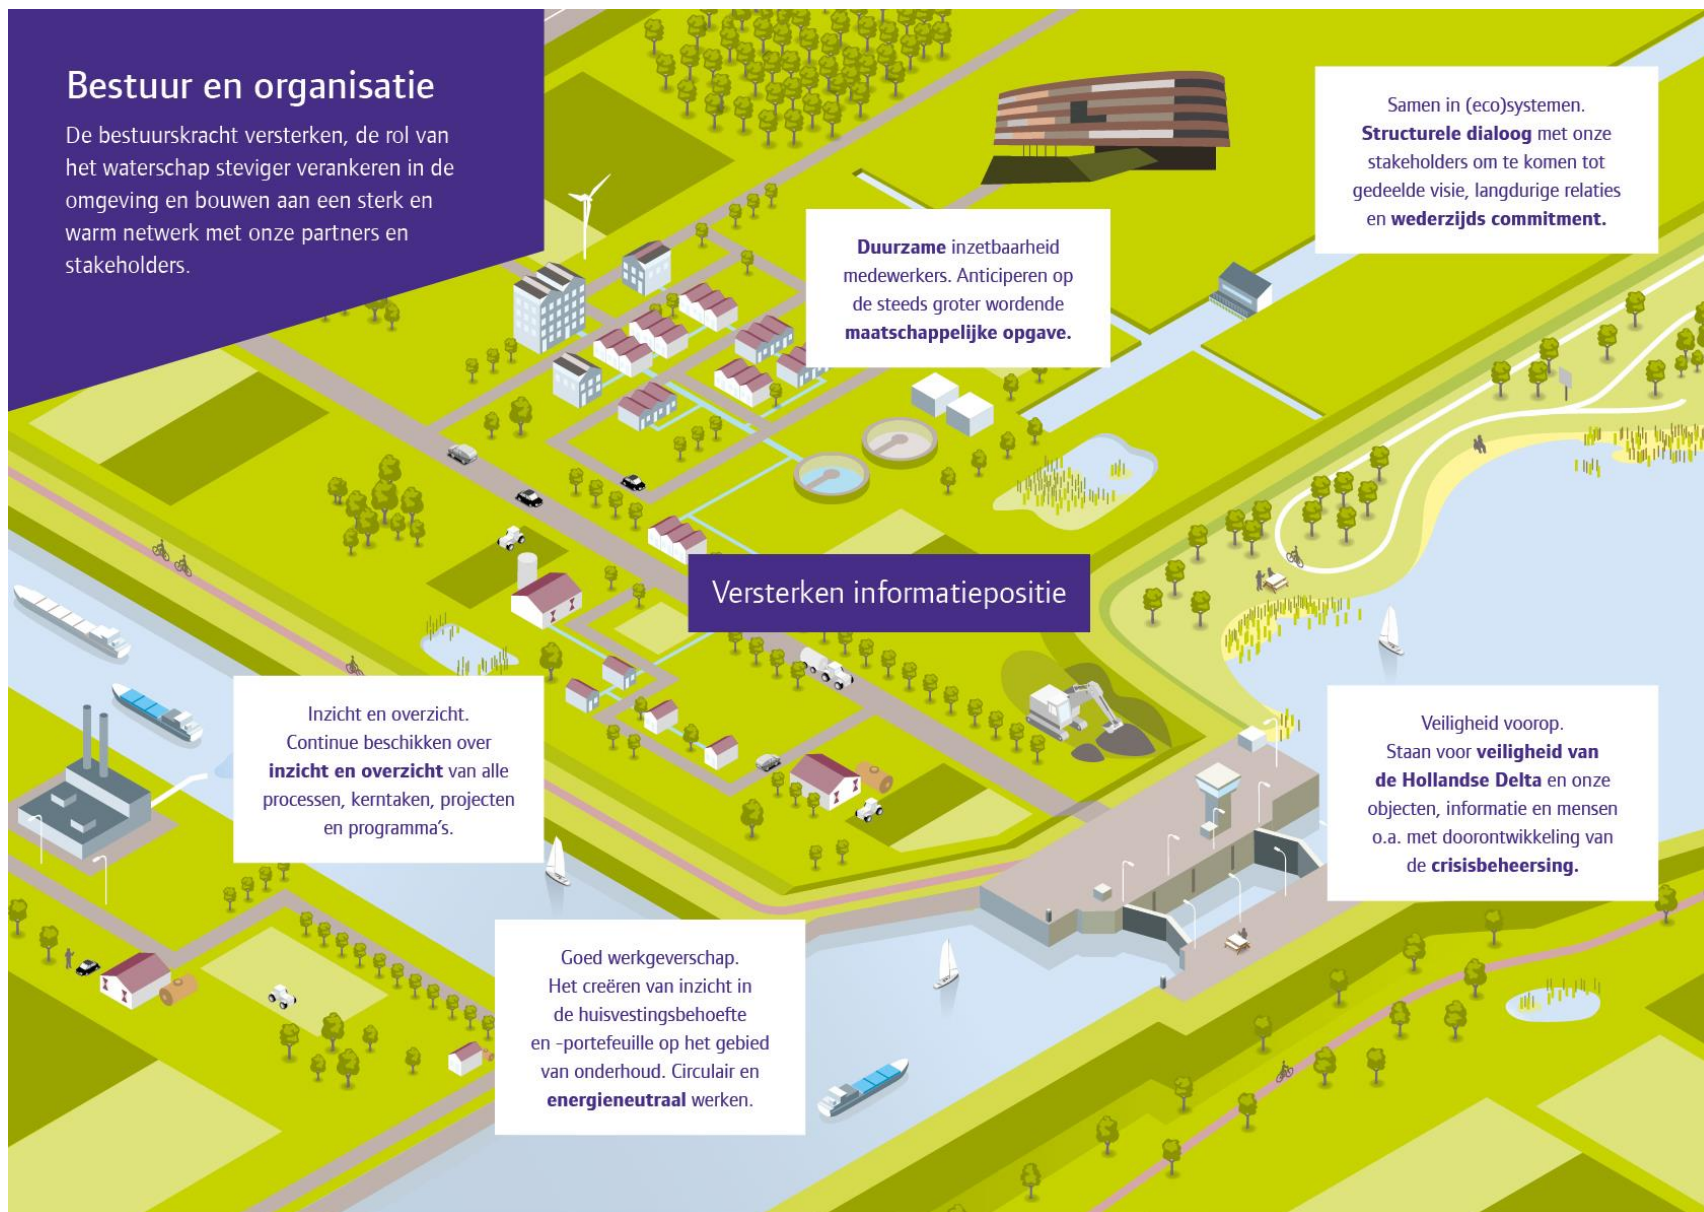 Bestuur en organisatie
De bestuurskracht versterken, de rol van
het waterschap steviger verankeren in de
omgeving en bouwen aan een sterk en
warm netwerk met onze partners en
stakeholders.
Samen in (eco)systemen.
Structurele dialoog met onze
stakeholders om te komen tot
gedeelde visie, langdurige relaties
en wederzijds commitment.
Duurzame inzetbaarheid
medewerkers. Anticiperen op
de steeds groter wordende
maatschappelijke opgave.
Versterken informatiepositie
Inzicht en overzicht.
Continue beschikken over
inzicht en overzicht van alle
processen, kerntaken, projecten
en programma's.
Veiligheid voorop.
Staan voor veiligheid van
de Hollandse Delta en onze
objecten, informatie en mensen
o.a. met doorontwikkeling van
de crisisbeheersing.
Goed werkgeverschap.
Het creëren van inzicht in
de huisvestingsbehoefte
en -portefeuille op het gebied
van onderhoud. Circulair en
energieneutraal werken.